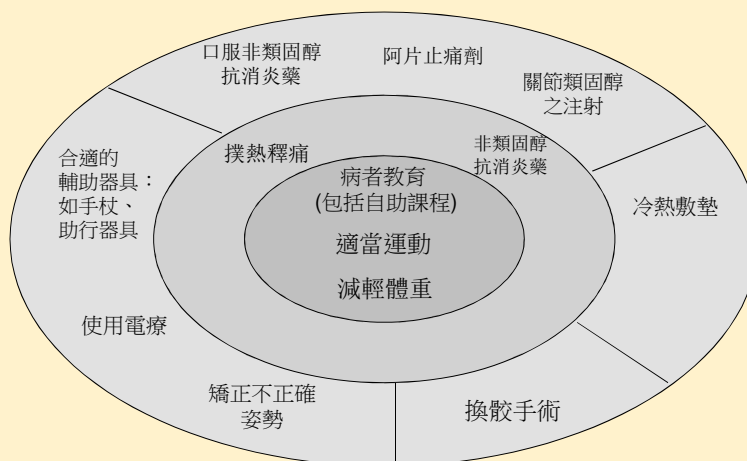 口服非類固醇
抗消炎藥
阿片止痛劑
關節類固醇
之注射
合適的
輔助器具：
如手杖、
助行器具
撲熱釋痛
非類固醇
抗消炎藥
病者教育
(包括自助課程)
適當運動
減輕體重
冷熱敷墊
使用電療
矯正不正確
姿勢
換骹手術